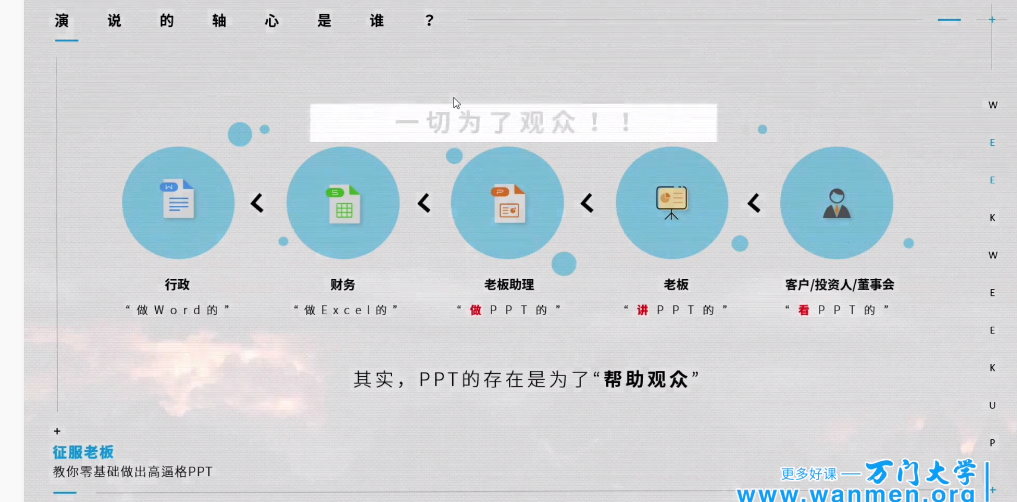 演说的轴心是谁？
一切为了观众！！
行政
“做Word的”
财务
“做Excel的”
老板助理
“做PPT的”
老板
“讲PPT的”
客户/投资人/董事会
“看PPT的”
其实，PPT的存在是为了“帮助观众”
征服老板
教你零基础做出高逼格PPT
W
E
E
K
W
E
E
K
U
P
更多好课 — 万门大学
www.wanmen.org